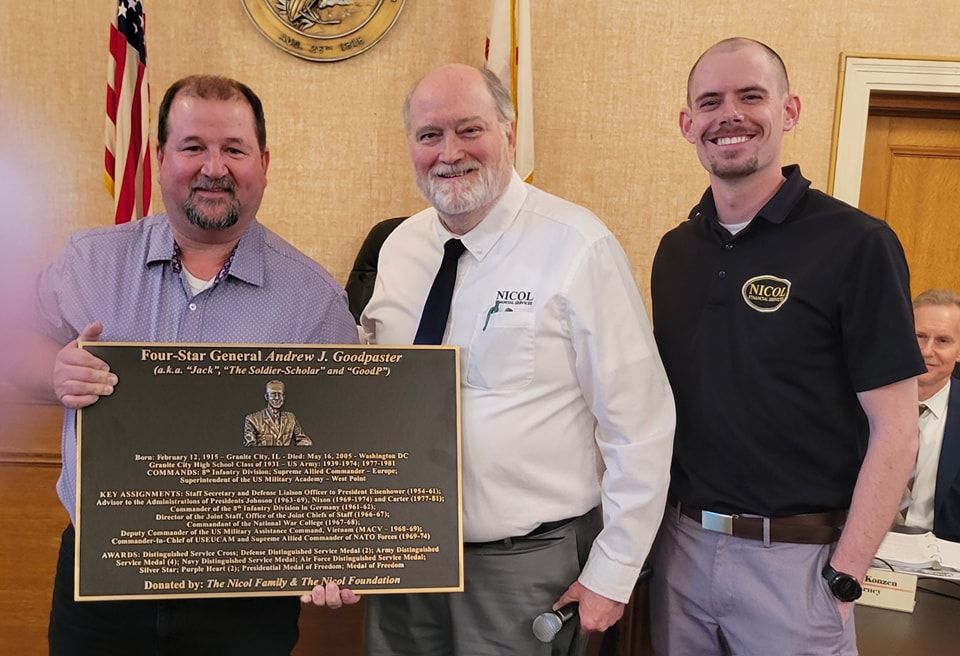 AUG. 26TH 1818
NICOL
FINANCIAL SERVICES
NICOL
FINANCIAL SERVICES
Four-Star General Andrew J. Goodpaster
(a.k.a. “Jack”, “The Soldier-Scholar” and “GoodP”)
Born: February 12, 1915 – Granite City, IL - Died: May 16, 2005 - Washington DC
Granite City High School Class of 1931 – US Army: 1939-1974; 1977-1981
COMMANDS: 8th Infantry Division; Supreme Allied Commander – Europe;
Superintendent of the US Military Academy – West Point
KEY ASSIGNMENTS: Staff Secretary and Defense Liaison Officer to President Eisenhower (1954-61);
Advisor to the Administrations of Presidents Johnson (1963-69), Nixon (1969-1974) and Carter (1977-81);
Commander of the 8th Infantry Division in Germany (1961-62);
Director of the Joint Staff, Office of the Joint Chiefs of Staff (1966-67);
Commandant of the National War College (1967-68);
Deputy Commander of the US Military Assistance Command, Vietnam (MACV – 1968-69);
Commander-in-Chief of USEUCAM and Supreme Allied Commander of NATO Forces (1969-74)
AWARDS: Distinguished Service Cross; Defense Distinguished Service Medal (2); Army Distinguished
Service Medal (4); Navy Distinguished Service Medal; Air Force Distinguished Service Medal;
Silver Star; Purple Heart (2); Presidential Medal of Freedom; Medal of Freedom
Donated by: The Nicol Family & The Nicol Foundation
Konzen